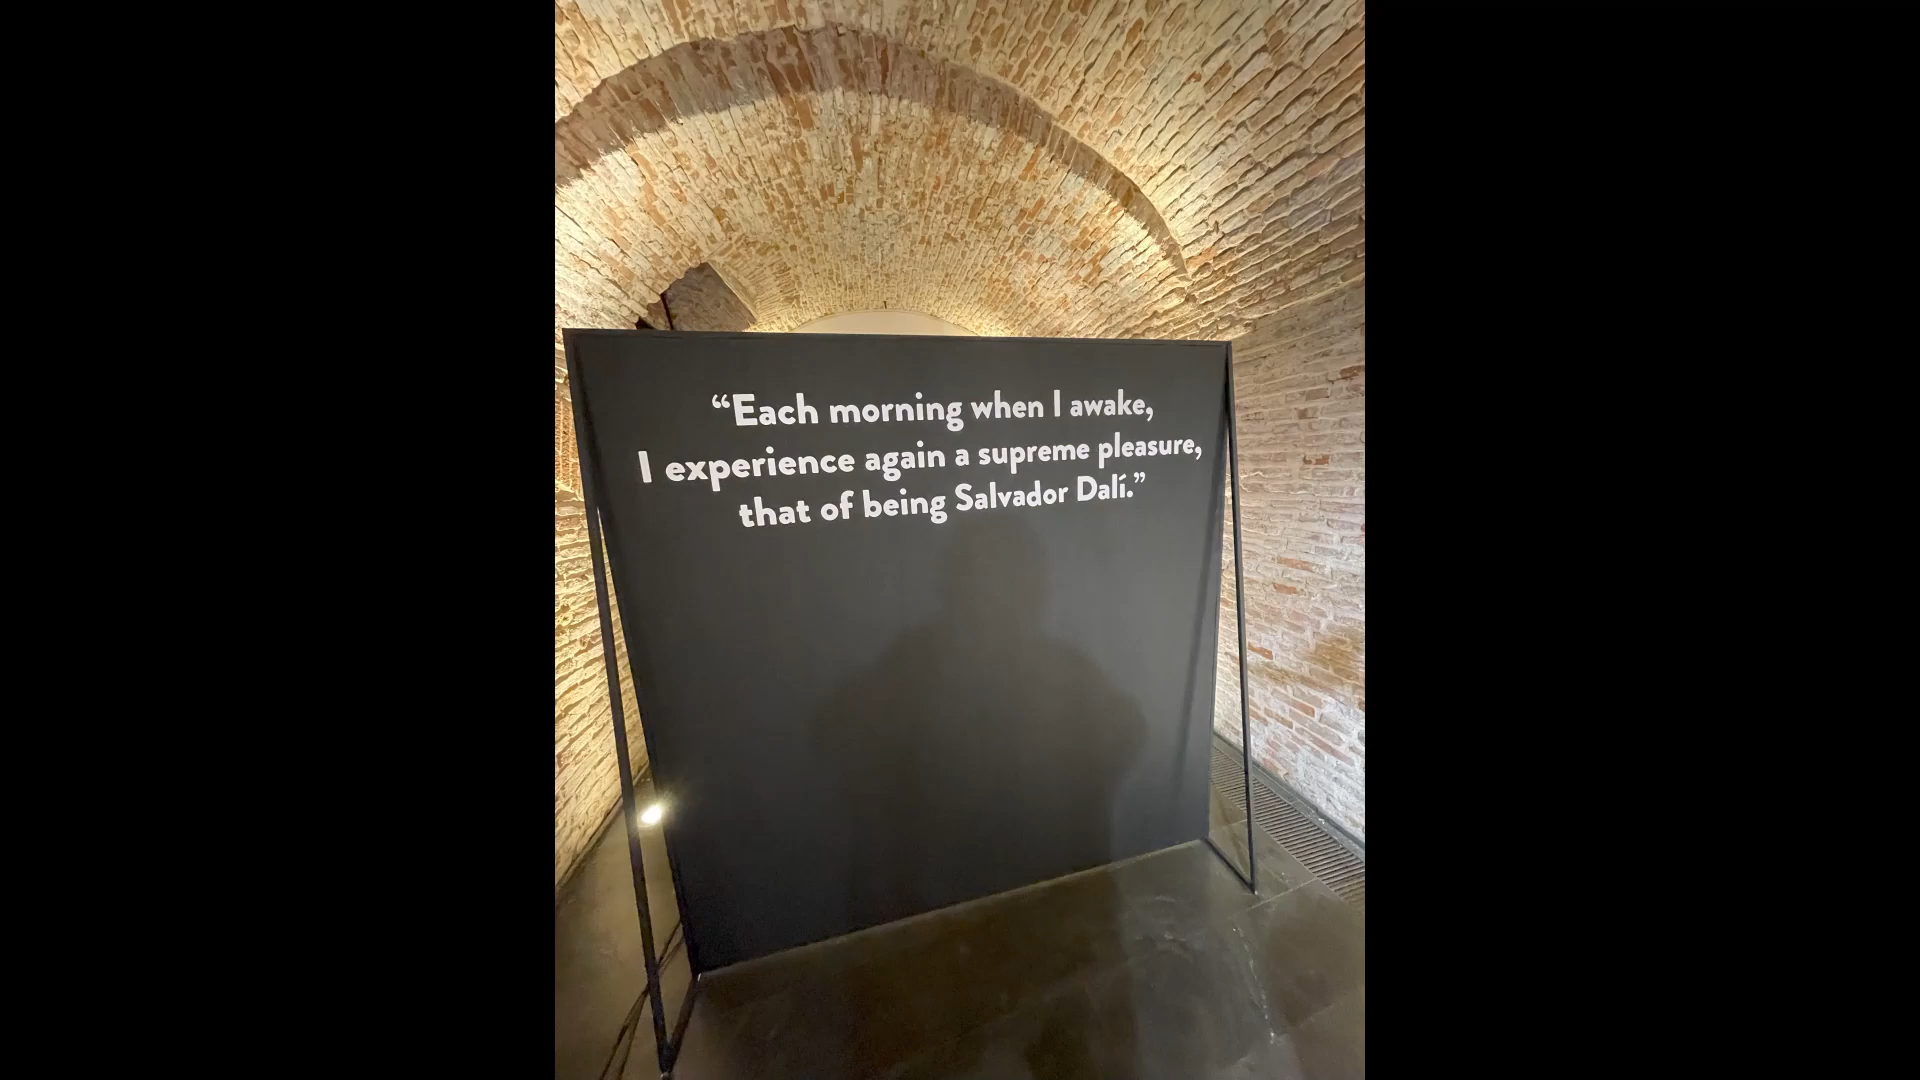 “Each morning when I awake,
I experience again a supreme pleasure,
that of being Salvador Dalí.”